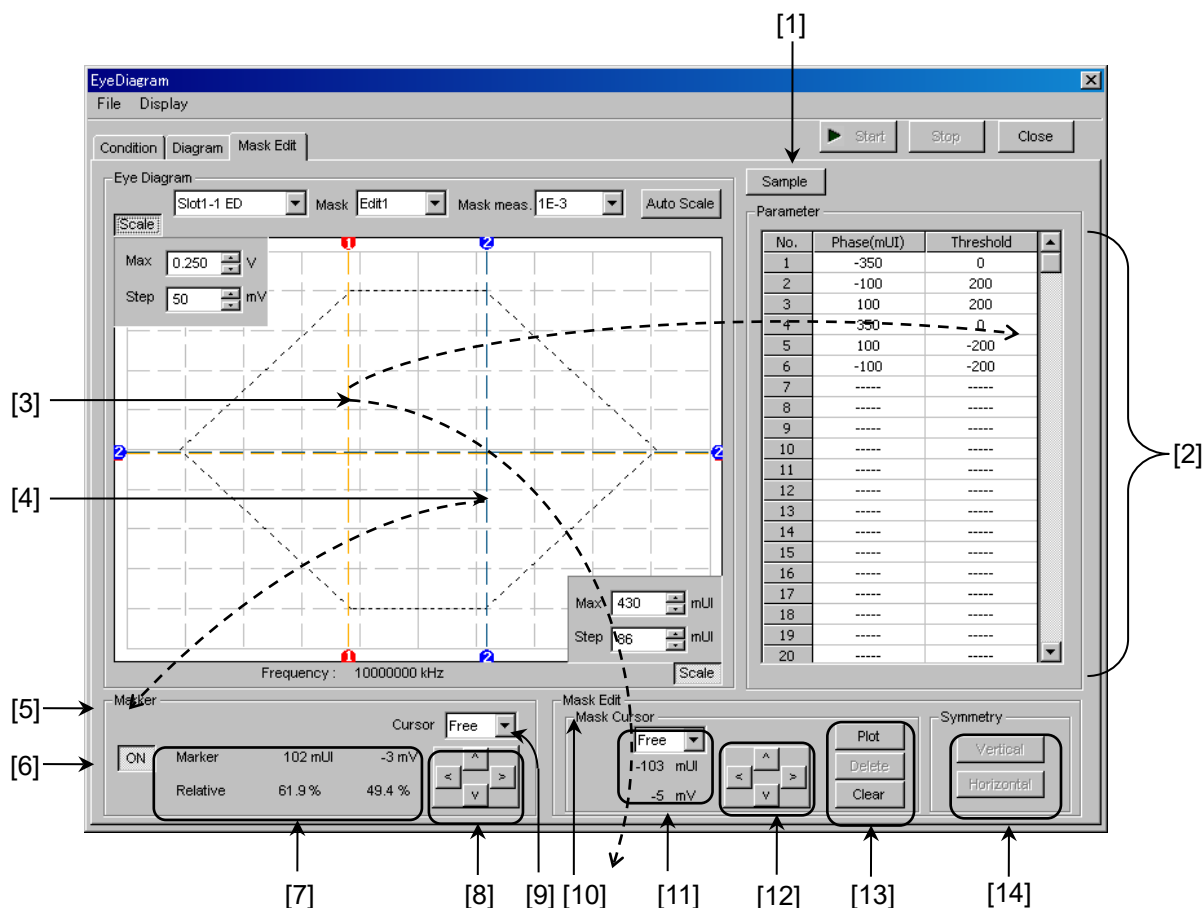 [1]
EyeDiagram
File Display
Start Stop Close
Condition Diagram Mask Edit
Sample
Eye Diagram
Slot1-1 ED Mask Edit1 Mask meas. 1E-3 Auto Scale
Scale
Max 0.250 V
Step 50 mV
1 2
2 2
Max 430 mUI
Step 86 mUI
1 2
Frequency : 10000000 kHz Scale
Parameter
No. Phase(mUI) Threshold
1 -350 0
2 -100 200
3 100 200
4 350 0
5 100 -200
6 -100 -200
7 ----- -----
8 ----- -----
9 ----- -----
10 ----- -----
11 ----- -----
12 ----- -----
13 ----- -----
14 ----- -----
15 ----- -----
16 ----- -----
17 ----- -----
18 ----- -----
19 ----- -----
20 ----- -----
[2]
[3]
[4]
[5]
[6]
Marker
Cursor Free
ON Marker 102 mUI -3 mV
Relative 61.9 % 49.4 %
< ^ > v
Mask Edit
Mask Cursor
Free
-103 mUI
-5 mV
< ^ > v
Plot
Delete
Clear
Symmetry
Vertical
Horizontal
[7] [8] [9] [10] [11] [12] [13] [14]